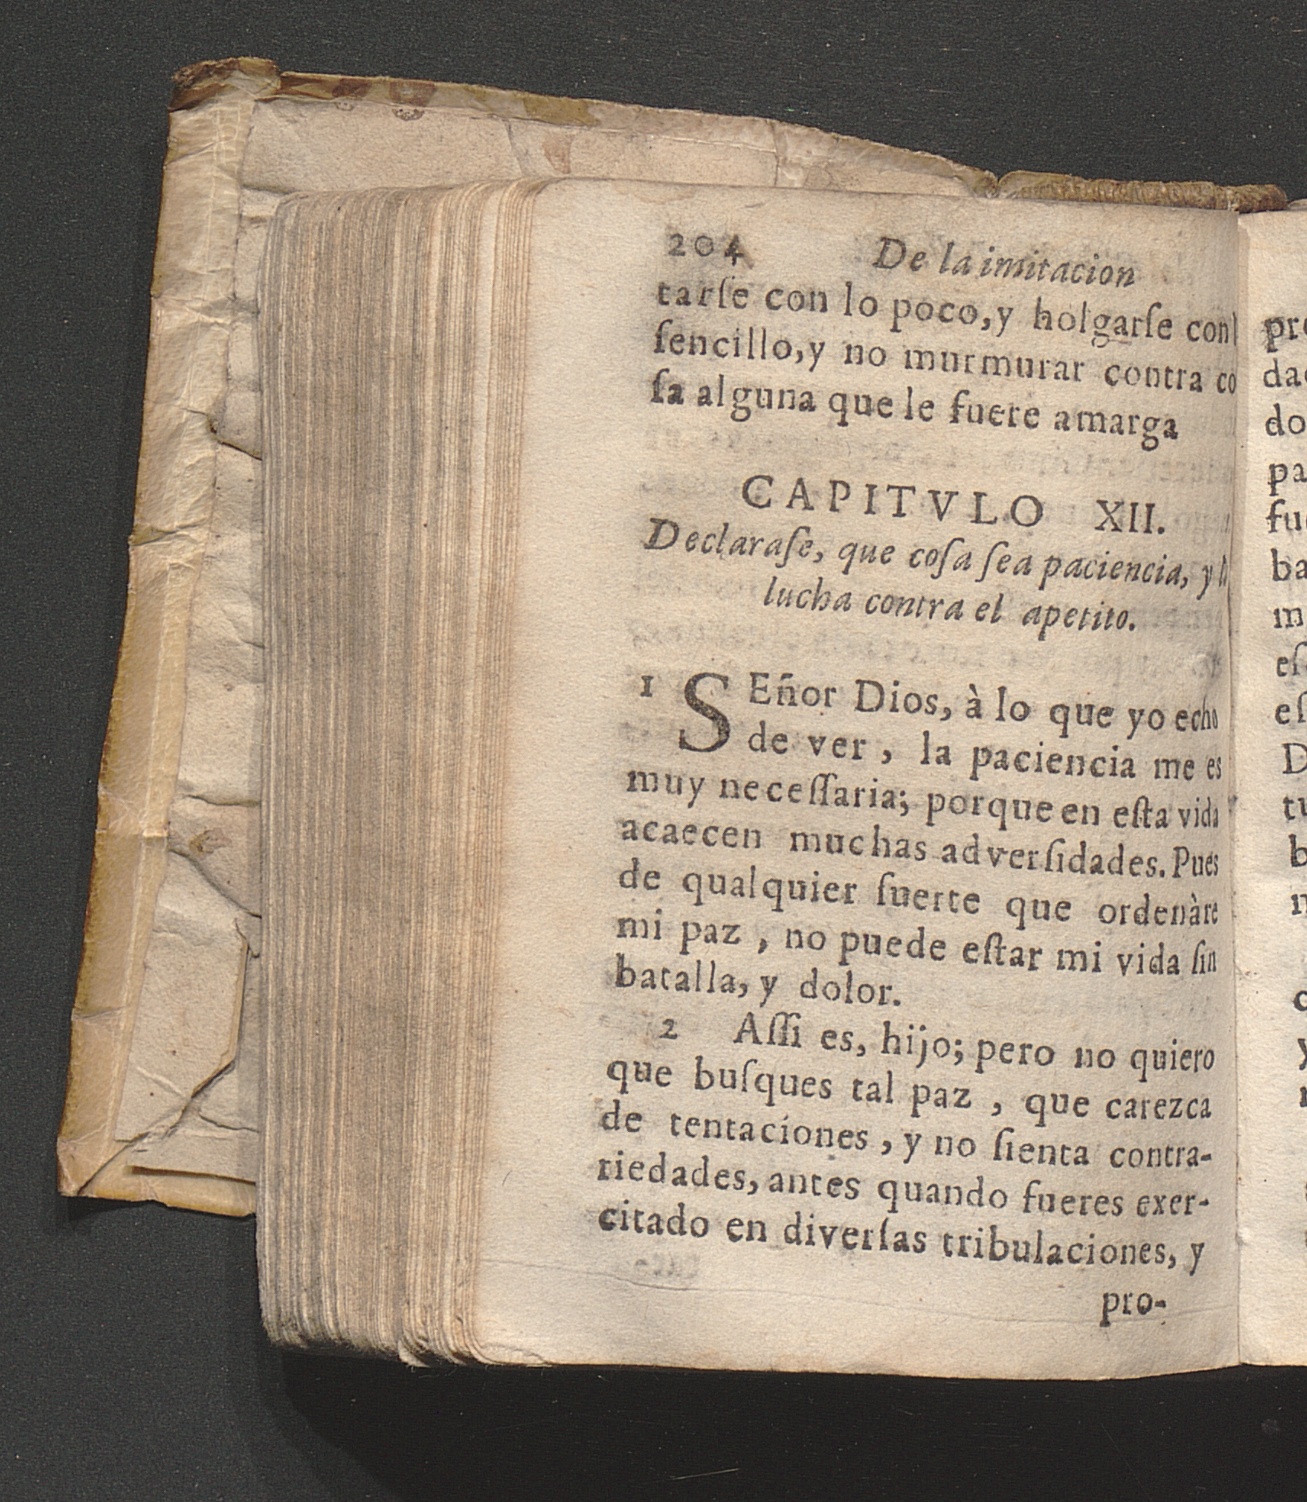 204 De la imitacion
tarſe con lo poco,y holgarſe con
ſencillo,y no murmurar contra co
ſa alguna que le fuere amarga
CAPITVLO XII.
Declaraſe, que coſa ſea paciencia, y
lucha contra el apetito.
1 SEñor Dios, à lo que yo echo
de ver , la paciencia me es
muy neceſſaria; porque en eſta vida
acaecen muchas adverſidades. Pues
de qualquier ſuerte que ordenàre
mi paz , no puede eſtar mi vida ſin
batalla, y dolor.
2 Aſſi es, hijo; pero no quiero
que buſques tal paz , que carezca
de tentaciones , y no ſienta contra-
riedades, antes quando fueres exer-
citado en diverſas tribulaciones, y
pro-